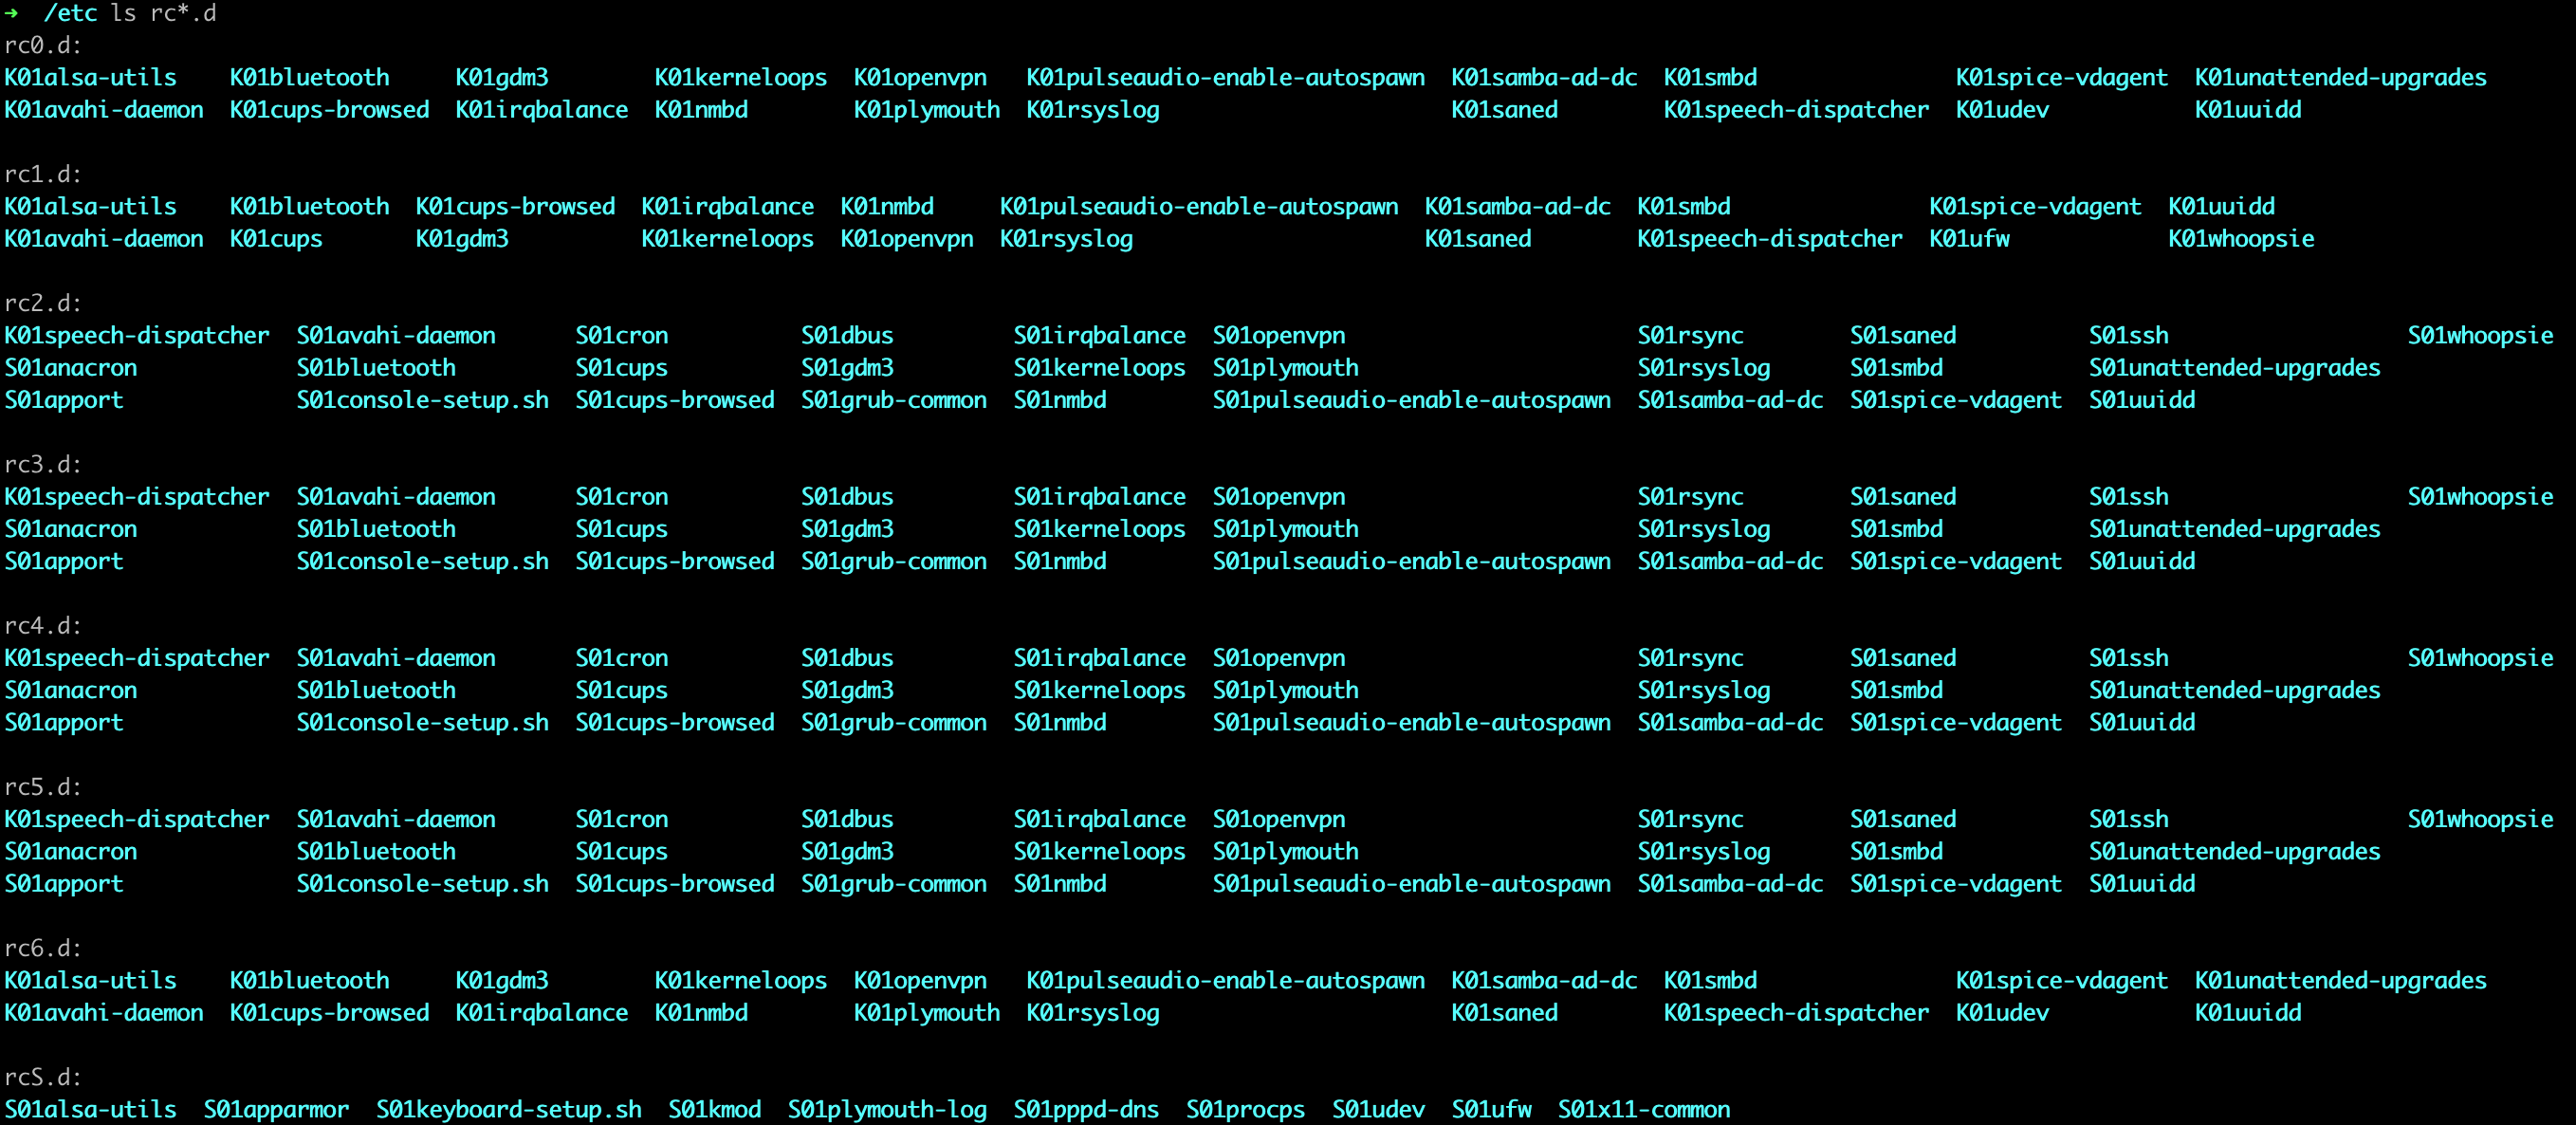 → /etc ls rc*.d
rc0.d:
K01alsa-utils K01bluetooth K01gdm3 K01kerneloops K01openvpn K01pulseaudio-enable-autospawn K01samba-ad-dc K01smbd K01spice-vdagent K01unattended-upgrades
K01avahi-daemon K01cups-browsed K01irqbalance K01nmbd K01plymouth K01rsyslog K01saned K01speech-dispatcher K01udev K01uuidd
rc1.d:
K01alsa-utils K01bluetooth K01cups-browsed K01irqbalance K01nmbd K01pulseaudio-enable-autospawn K01samba-ad-dc K01smbd K01spice-vdagent K01uuidd
K01avahi-daemon K01cups K01gdm3 K01kerneloops K01openvpn K01rsyslog K01saned K01speech-dispatcher K01ufw K01whoopsie
rc2.d:
K01speech-dispatcher S01avahi-daemon S01cron S01dbus S01irqbalance S01openvpn S01rsync S01saned S01ssh S01whoopsie
S01anacron S01bluetooth S01cups S01gdm3 S01kerneloops S01plymouth S01rsyslog S01smbd S01unattended-upgrades
S01apport S01console-setup.sh S01cups-browsed S01grub-common S01nmbd S01pulseaudio-enable-autospawn S01samba-ad-dc S01spice-vdagent S01uuidd
rc3.d:
K01speech-dispatcher S01avahi-daemon S01cron S01dbus S01irqbalance S01openvpn S01rsync S01saned S01ssh S01whoopsie
S01anacron S01bluetooth S01cups S01gdm3 S01kerneloops S01plymouth S01rsyslog S01smbd S01unattended-upgrades
S01apport S01console-setup.sh S01cups-browsed S01grub-common S01nmbd S01pulseaudio-enable-autospawn S01samba-ad-dc S01spice-vdagent S01uuidd
rc4.d:
K01speech-dispatcher S01avahi-daemon S01cron S01dbus S01irqbalance S01openvpn S01rsync S01saned S01ssh S01whoopsie
S01anacron S01bluetooth S01cups S01gdm3 S01kerneloops S01plymouth S01rsyslog S01smbd S01unattended-upgrades
S01apport S01console-setup.sh S01cups-browsed S01grub-common S01nmbd S01pulseaudio-enable-autospawn S01samba-ad-dc S01spice-vdagent S01uuidd
rc5.d:
K01speech-dispatcher S01avahi-daemon S01cron S01dbus S01irqbalance S01openvpn S01rsync S01saned S01ssh S01whoopsie
S01anacron S01bluetooth S01cups S01gdm3 S01kerneloops S01plymouth S01rsyslog S01smbd S01unattended-upgrades
S01apport S01console-setup.sh S01cups-browsed S01grub-common S01nmbd S01pulseaudio-enable-autospawn S01samba-ad-dc S01spice-vdagent S01uuidd
rc6.d:
K01alsa-utils K01bluetooth K01gdm3 K01kerneloops K01openvpn K01pulseaudio-enable-autospawn K01samba-ad-dc K01smbd K01spice-vdagent K01unattended-upgrades
K01avahi-daemon K01cups-browsed K01irqbalance K01nmbd K01plymouth K01rsyslog K01saned K01speech-dispatcher K01udev K01uuidd
rcS.d:
S01alsa-utils S01apparmor S01keyboard-setup.sh S01kmod S01plymouth-log S01pppd-dns S01procps S01udev S01ufw S01x11-common